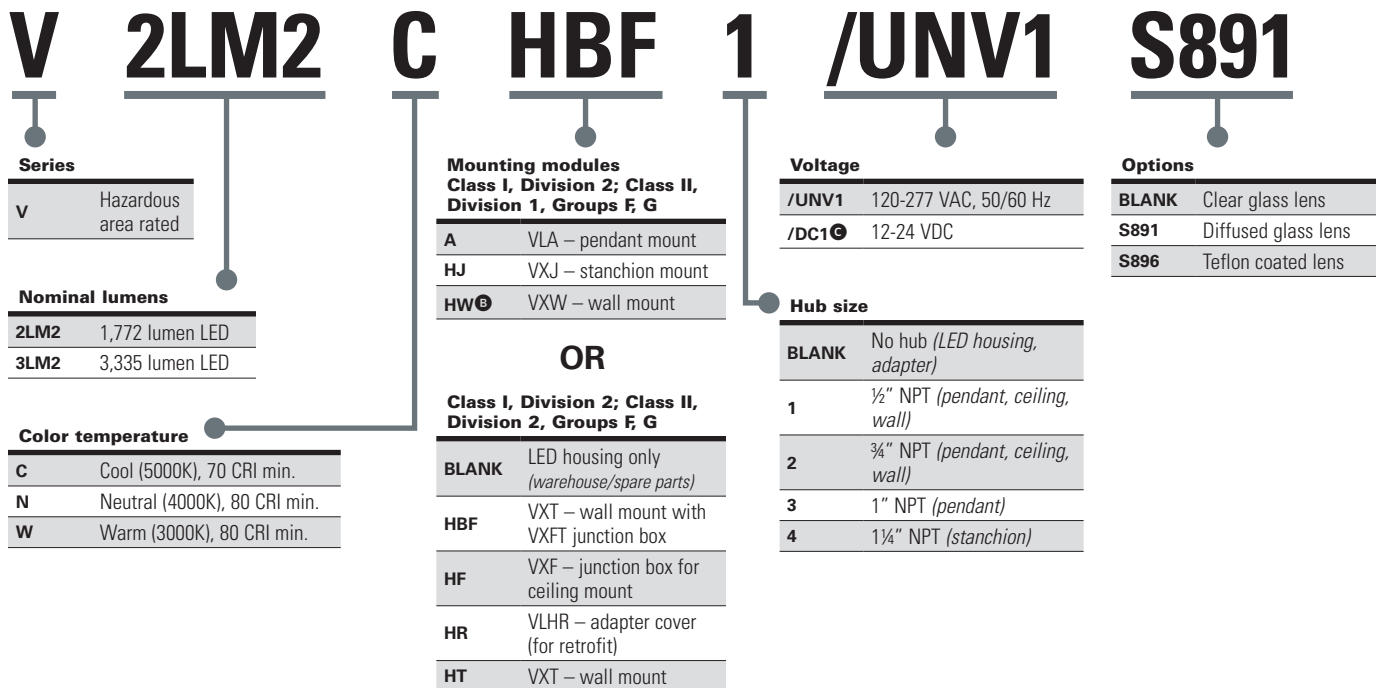 V 2LM2 C HBF 1 /UNV1 S891
Series
V Hazardous
area rated
Nominal lumens
2LM2 1,772 lumen LED
3LM2 3,335 lumen LED
Color temperature
C Cool (5000K), 70 CRI min.
N Neutral (4000K), 80 CRI min.
W Warm (3000K), 80 CRI min.
Mounting modules
Class I, Division 2; Class II,
Division 1, Groups F, G
A VLA – pendant mount
HJ VXJ – stanchion mount
HW🅑 VXW – wall mount
OR
Class I, Division 2; Class II,
Division 2, Groups F, G
BLANK LED housing only
(warehouse/spare parts)
HBF VXT – wall mount with
VXFT junction box
HF VXF – junction box for
ceiling mount
HR VLHR – adapter cover
(for retrofit)
HT VXT – wall mount
Voltage
/UNV1 120-277 VAC, 50/60 Hz
/DC1🅒 12-24 VDC
Hub size
BLANK No hub (LED housing,
adapter)
1 ½" NPT (pendant, ceiling,
wall)
2 ¾" NPT (pendant, ceiling,
wall)
3 1" NPT (pendant)
4 1¼" NPT (stanchion)
Options
BLANK Clear glass lens
S891 Diffused glass lens
S896 Teflon coated lens